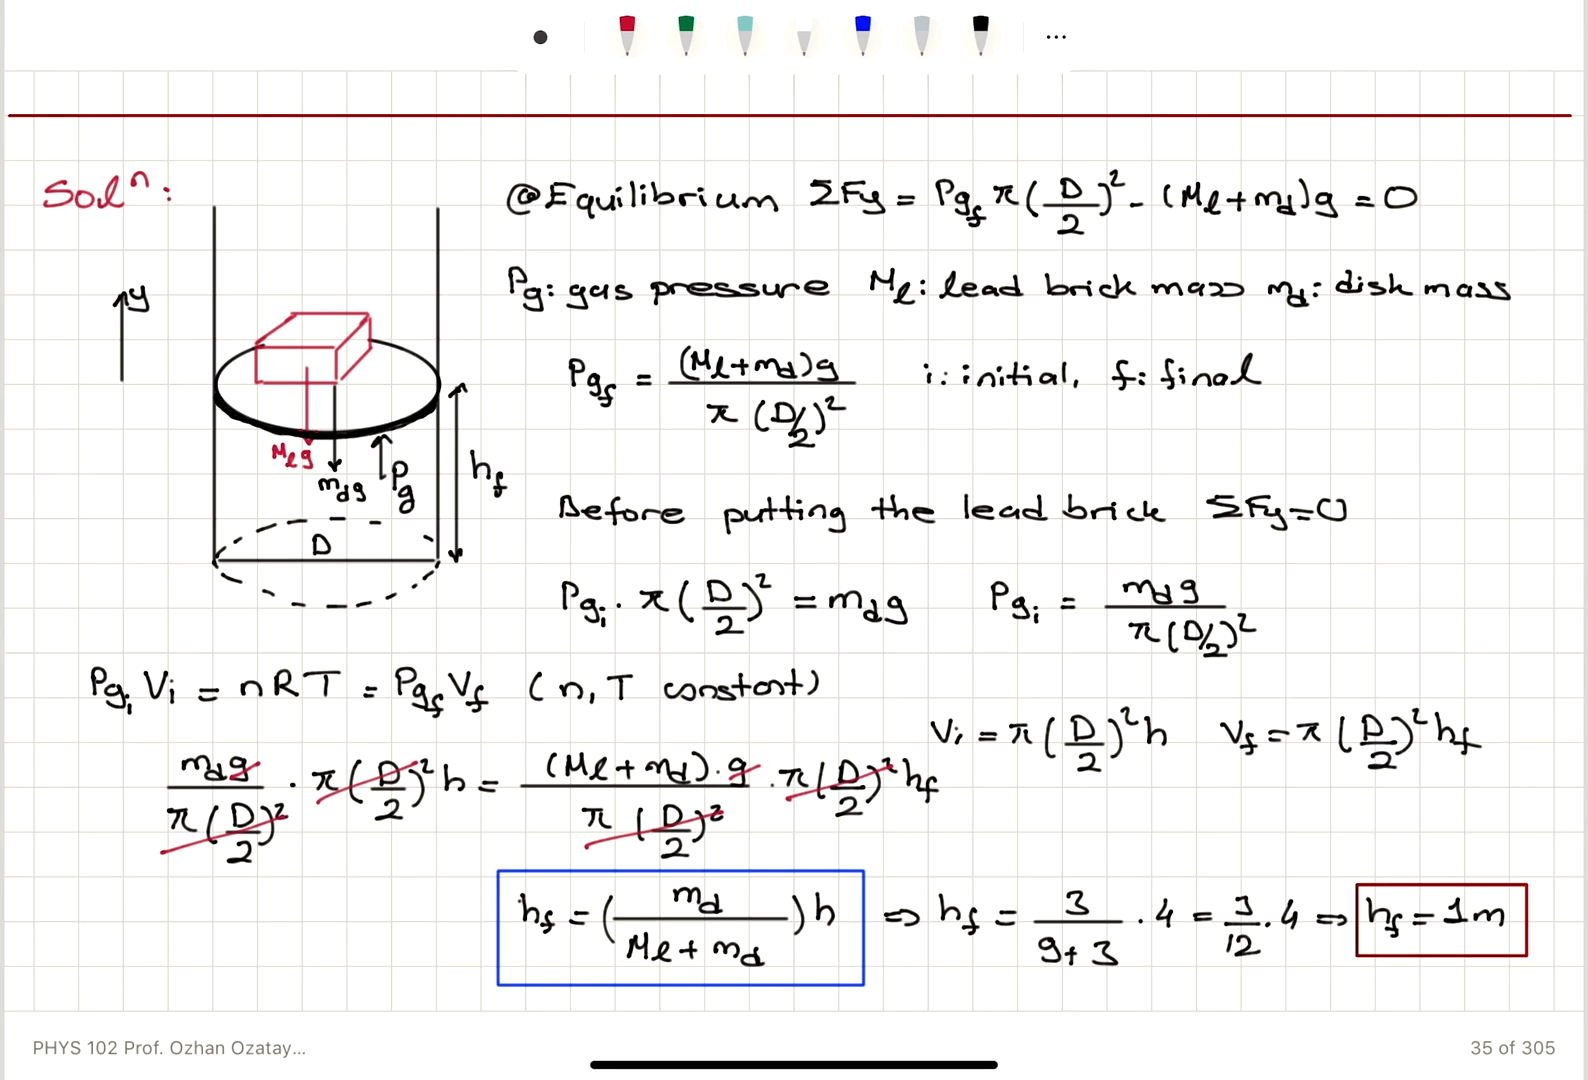 Solⁿ:
@Equilibrium ΣFy = Pgf π(D/2)² - (Mℓ+md)g = 0
y
Pg: gas pressure Mℓ: lead brick mass md: disk mass
Pgf = (Mℓ+md)g / π(D/2)² i: initial, f: final
Mℓg
mdg
Pg
hf
D
Before putting the lead brick ΣFy=0
Pgi · π(D/2)² = mdg Pgi = mdg / π(D/2)²
Pgi Vi = nRT = Pgf Vf (n, T constant)
Vi = π(D/2)²h Vf = π(D/2)²hf
mdg / π(D/2)² · π(D/2)²h = (Mℓ+md)·g / π(D/2)² · π(D/2)²hf
hf = (md / Mℓ+md)h ⇒ hf = 3/9+3 · 4 = 3/12 · 4 ⇒ hf = 1m
PHYS 102 Prof. Ozhan Ozatay... 35 of 305